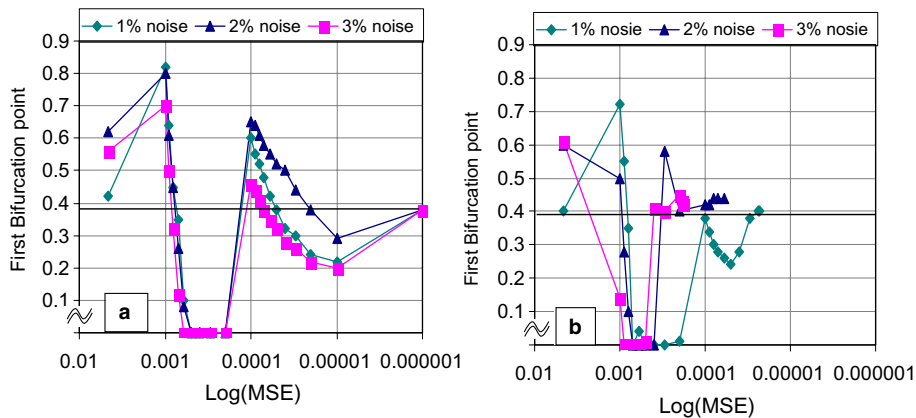 1% noise 2% noise 3% noise
0.9
0.8
0.7
0.6
0.5
0.4
0.3
0.2
0.1
First Bifurcation point
a
0.01 0.001 0.0001 0.00001 0.000001
Log(MSE)
1% nosie 2% nosie 3% nosie
0.9
0.8
0.7
0.6
0.5
0.4
0.3
0.2
0.1
First Bifurcation point
b
0.01 0.001 0.0001 0.00001 0.000001
Log(MSE)